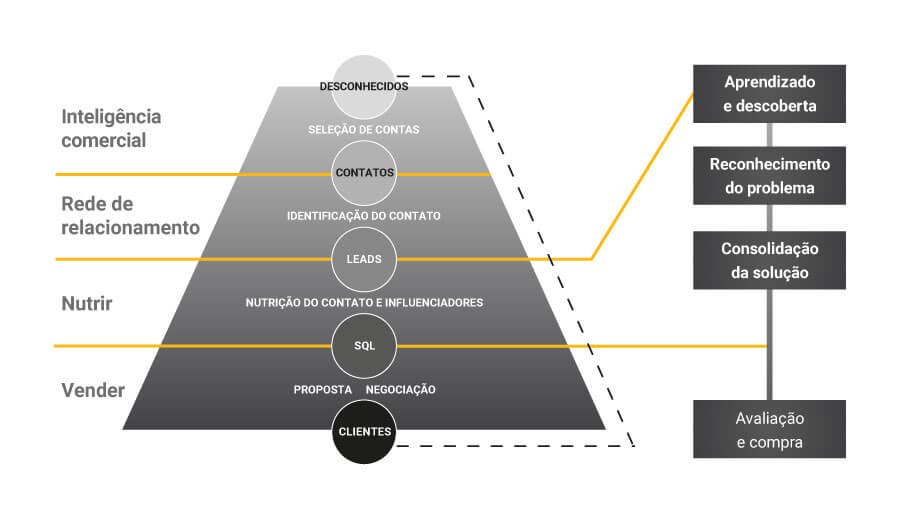 Inteligência
comercial
Rede de
relacionamento
Nutrir
Vender
DESCONHECIDOS
SELEÇÃO DE CONTAS
CONTATOS
IDENTIFICAÇÃO DO CONTATO
LEADS
NUTRIÇÃO DO CONTATO E INFLUENCIADORES
SQL
PROPOSTA NEGOCIAÇÃO
CLIENTES
Aprendizado
e descoberta
Reconhecimento
do problema
Consolidação
da solução
Avaliação
e compra